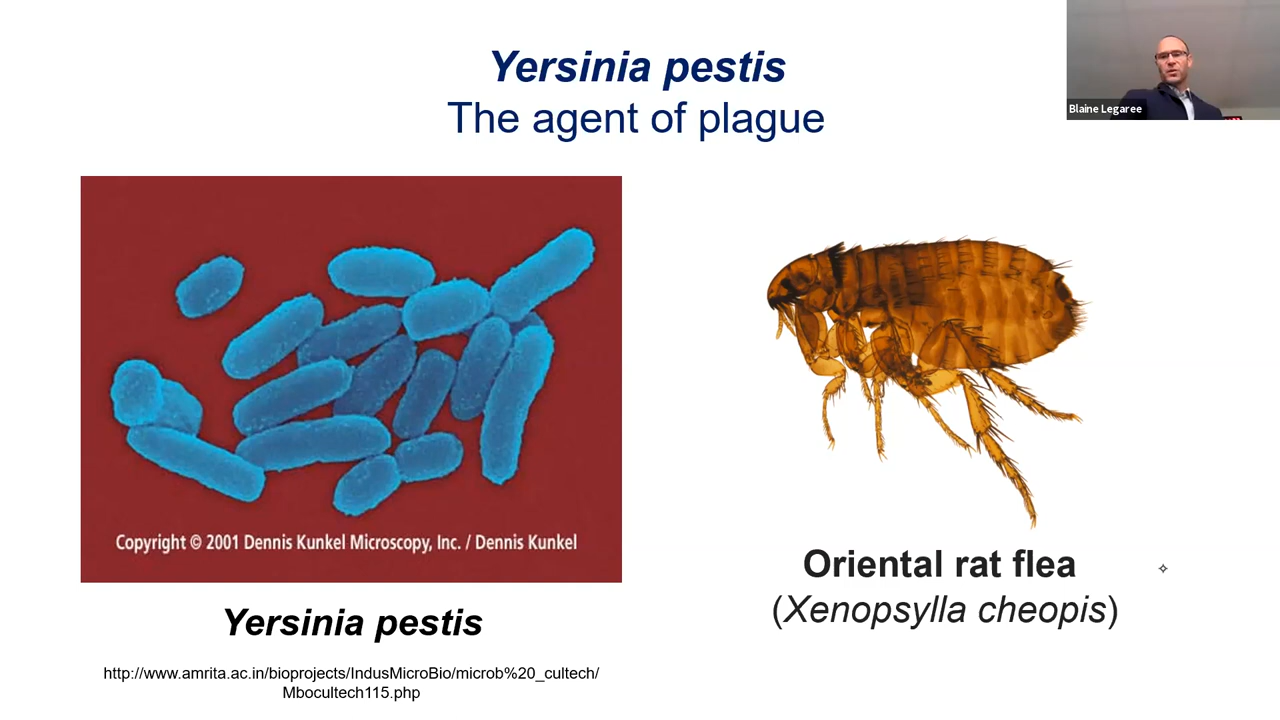 Yersinia pestis
The agent of plague
Blaine Legaree
Copyright © 2001 Dennis Kunkel Microscopy, Inc. / Dennis Kunkel
Yersinia pestis
http://www.amrita.ac.in/bioprojects/IndusMicroBio/microb%20_cultech/
Mbocultech115.php
Oriental rat flea
(Xenopsylla cheopis)